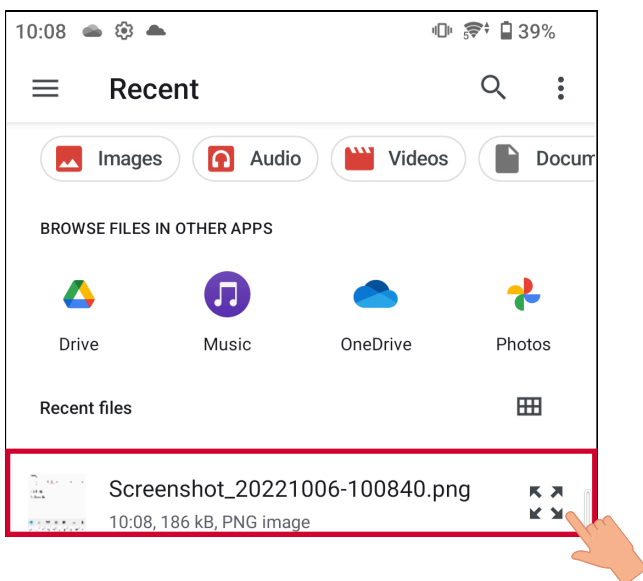 10:08 5 39%
Recent
Images Audio Videos Docum
BROWSE FILES IN OTHER APPS
Drive Music OneDrive Photos
Recent files
Screenshot_20221006-100840.png
10:08, 186 kB, PNG image